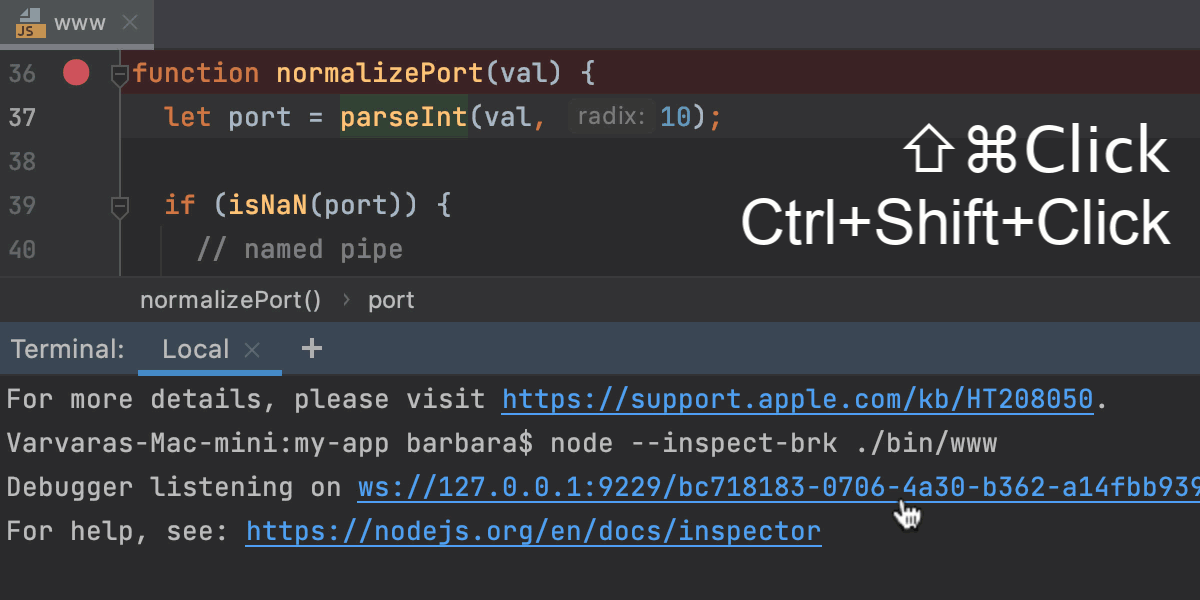 JS www
36 function normalizePort(val) {
37 let port = parseInt(val, radix: 10);
38
39 if (isNaN(port)) {
40 // named pipe
⇧⌘Click
Ctrl+Shift+Click
normalizePort() › port
Terminal: Local × +
For more details, please visit https://support.apple.com/kb/HT208050.
Varvaras-Mac-mini:my-app barbara$ node --inspect-brk ./bin/www
Debugger listening on ws://127.0.0.1:9229/bc718183-0706-4a30-b362-a14fbb939
For help, see: https://nodejs.org/en/docs/inspector